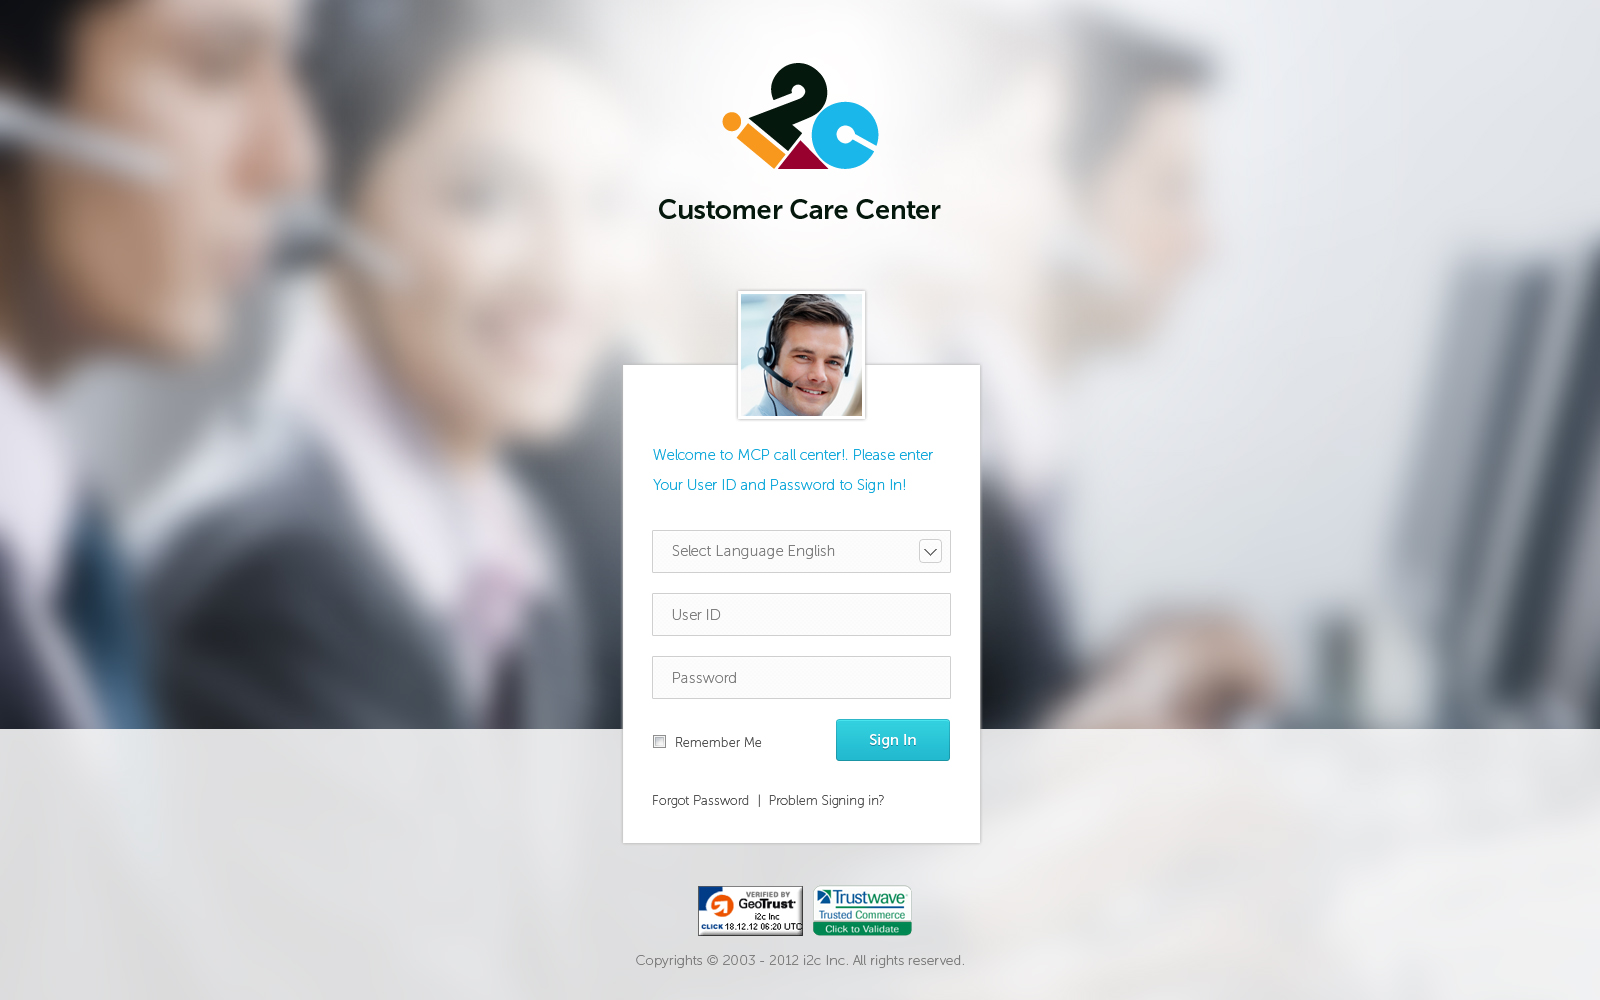 i2c
Customer Care Center
Welcome to MCP call center!. Please enter
Your User ID and Password to Sign In!
Select Language English
User ID
Password
Remember Me
Sign In
Forgot Password | Problem Signing in?
VERIFIED BY
GeoTrust
i2c Inc
CLICK 18.12.12 06:20 UTC
Trustwave
Trusted Commerce
Click to Validate
Copyrights © 2003 - 2012 i2c Inc. All rights reserved.